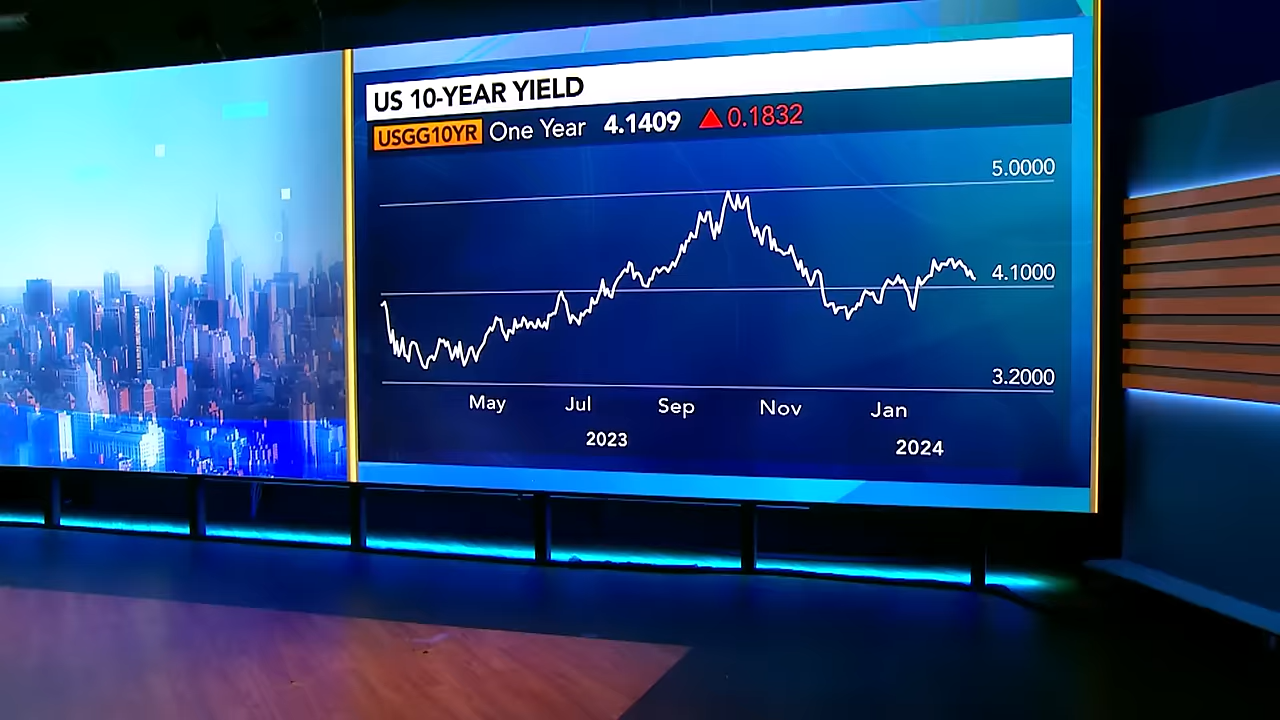 US 10-YEAR YIELD
USGG10YR One Year 4.1409 ▲0.1832
5.0000
4.1000
3.2000
May Jul Sep Nov Jan
2023 2024